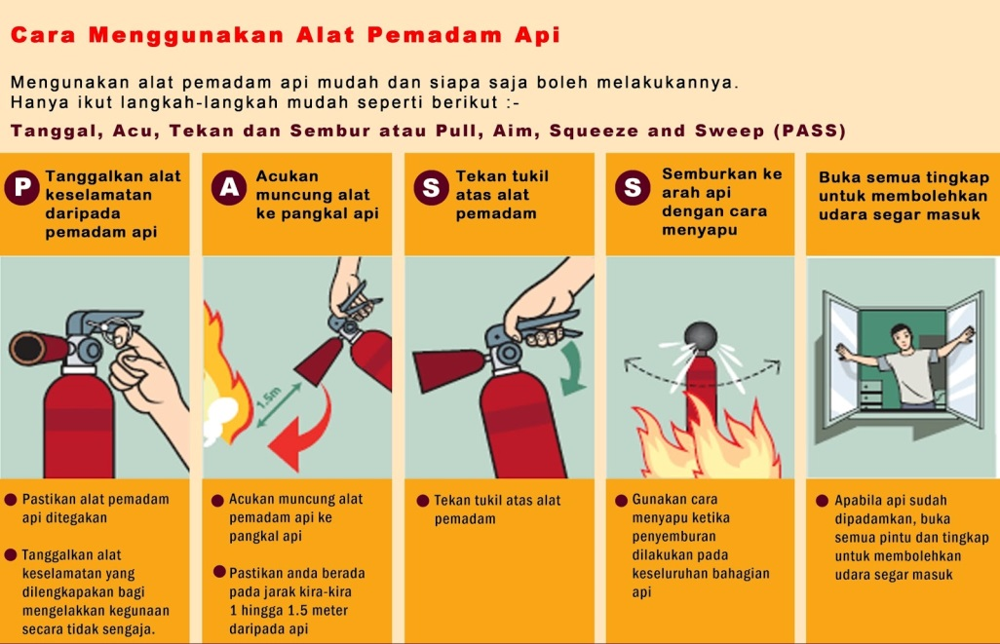 Cara Menggunakan Alat Pemadam Api
Mengunakan alat pemadam api mudah dan siapa saja boleh melakukannya.
Hanya ikut langkah-langkah mudah seperti berikut :-
Tanggal, Acu, Tekan dan Sembur atau Pull, Aim, Squeeze and Sweep (PASS)
P
Tanggalkan alat
keselamatan
daripada
pemadam api
A
Acukan
muncung alat
ke pangkal api
S
Tekan tukil
atas alat
pemadam
S
Semburkan ke
arah api
dengan cara
menyapu
Buka semua tingkap
untuk membolehkan
udara segar masuk
1.5m
Pastikan alat pemadam
api ditegakan
Tanggalkan alat
keselamatan yang
dilengkapakan bagi
mengelakkan kegunaan
secara tidak sengaja.
Acukan muncung alat
pemadam api ke
pangkal api
Pastikan anda berada
pada jarak kira-kira
1 hingga 1.5 meter
daripada api
Tekan tukil atas alat
pemadam
Gunakan cara
menyapu ketika
penyemburan
dilakukan pada
keseluruhan bahagian
api
Apabila api sudah
dipadamkan, buka
semua pintu dan tingkap
untuk membolehkan
udara segar masuk